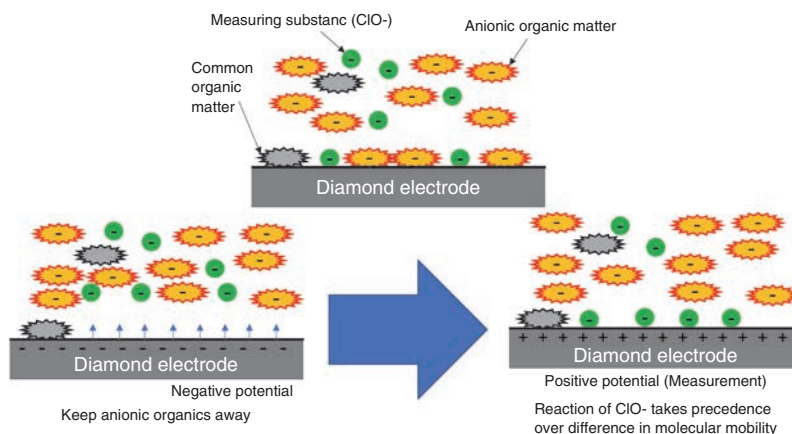 Measuring substanc (ClO-)
Anionic organic matter
Common
organic
matter
Diamond electrode
Diamond electrode
Negative potential
Keep anionic organics away
Diamond electrode
Positive potential (Measurement)
Reaction of ClO- takes precedence
over difference in molecular mobility